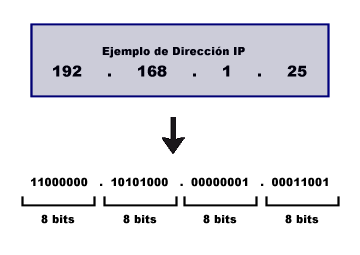 Ejemplo de Dirección IP
192 . 168 . 1 . 25
11000000 . 10101000 . 00000001 . 00011001
8 bits 8 bits 8 bits 8 bits